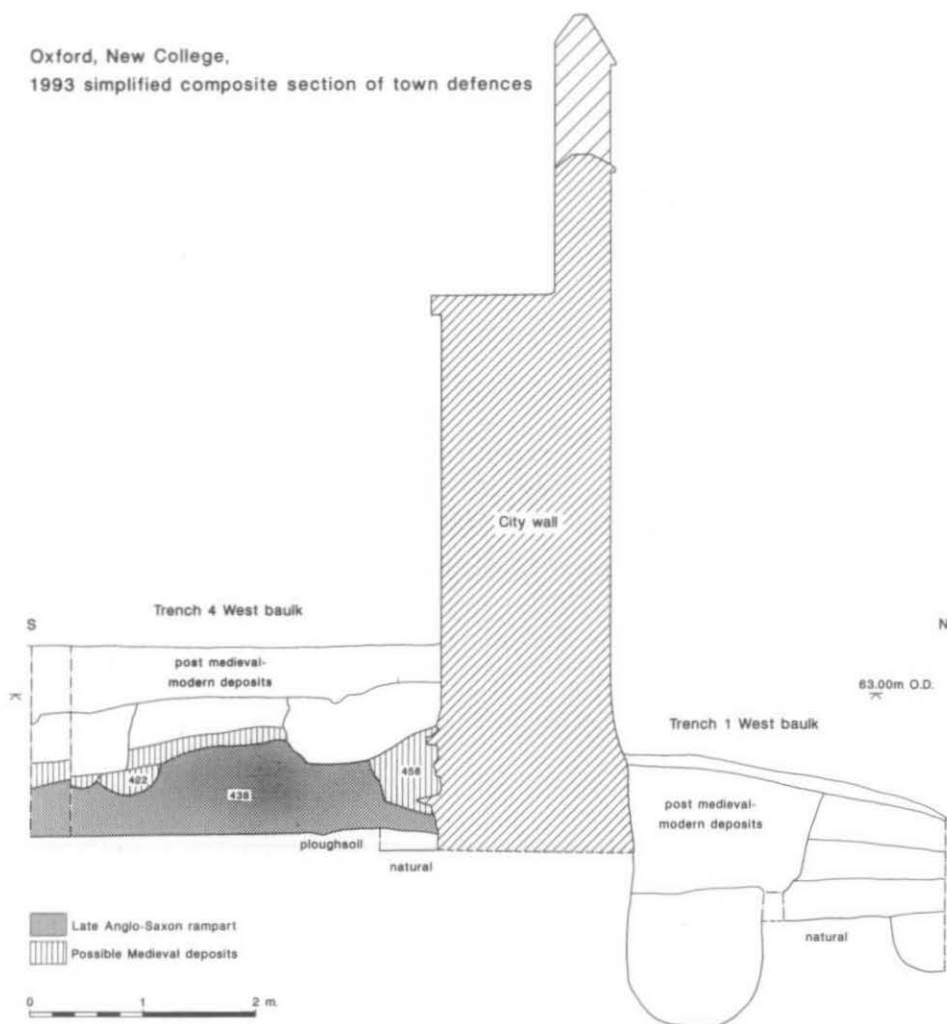 Oxford, New College,
1993 simplified composite section of town defences
City wall
Trench 4 West baulk
S
N
post medieval-
modern deposits
63.00m O.D.
Trench 1 West baulk
422
438
458
post medieval-
modern deposits
ploughsoil
natural
natural
Late Anglo-Saxon rampart
Possible Medieval deposits
0 1 2 m.